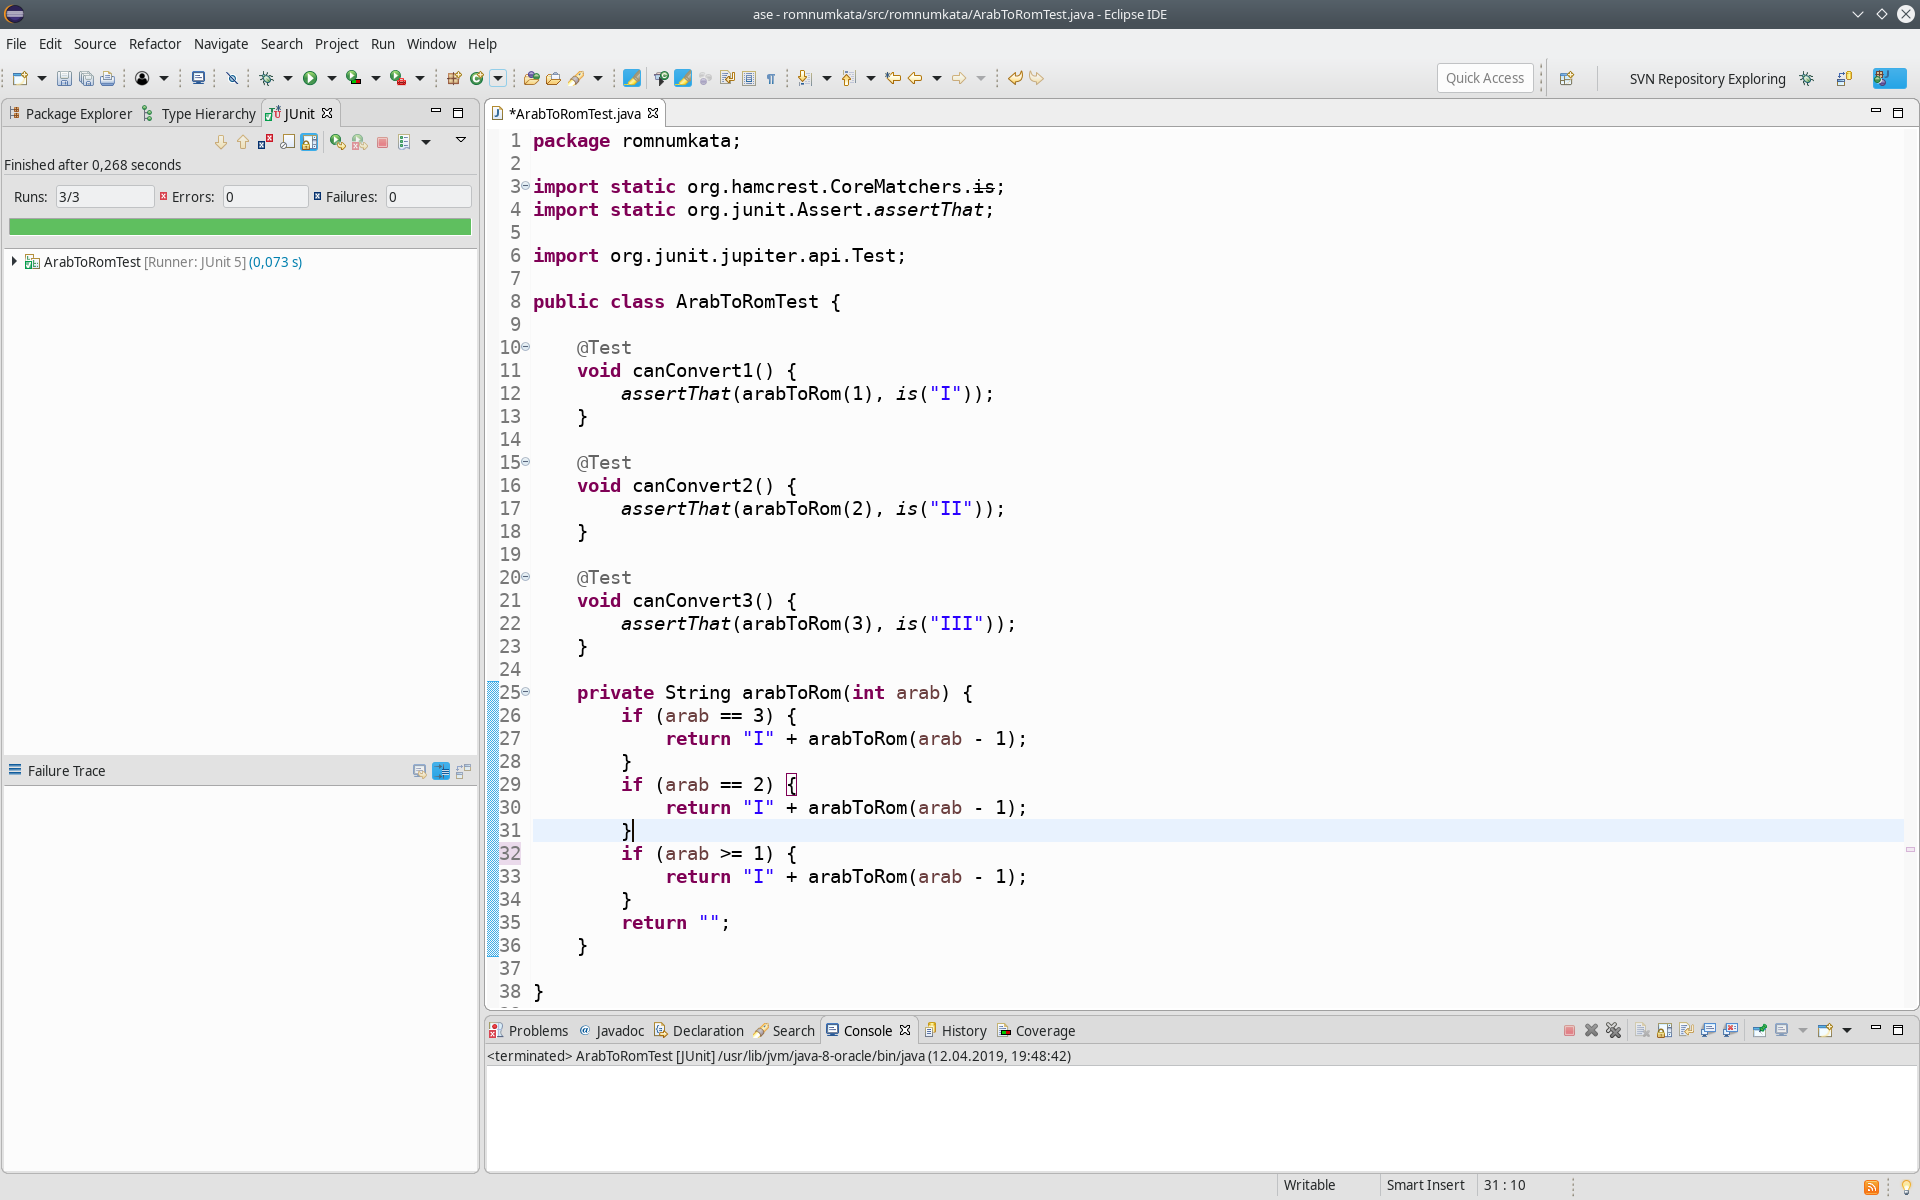 ase - romnumkata/src/romnumkata/ArabToRomTest.java - Eclipse IDE
File Edit Source Refactor Navigate Search Project Run Window Help
Quick Access
SVN Repository Exploring
Package Explorer Type Hierarchy JUnit
*ArabToRomTest.java
Finished after 0,268 seconds
Runs: 3/3 Errors: 0 Failures: 0
ArabToRomTest [Runner: JUnit 5] (0,073 s)
Failure Trace
1 package romnumkata;
2
3 import static org.hamcrest.CoreMatchers.is;
4 import static org.junit.Assert.assertThat;
5
6 import org.junit.jupiter.api.Test;
7
8 public class ArabToRomTest {
9
10     @Test
11     void canConvert1() {
12         assertThat(arabToRom(1), is("I"));
13     }
14
15     @Test
16     void canConvert2() {
17         assertThat(arabToRom(2), is("II"));
18     }
19
20     @Test
21     void canConvert3() {
22         assertThat(arabToRom(3), is("III"));
23     }
24
25     private String arabToRom(int arab) {
26         if (arab == 3) {
27             return "I" + arabToRom(arab - 1);
28         }
29         if (arab == 2) {
30             return "I" + arabToRom(arab - 1);
31         }
32         if (arab >= 1) {
33             return "I" + arabToRom(arab - 1);
34         }
35         return "";
36     }
37
38 }
Problems Javadoc Declaration Search Console History Coverage
<terminated> ArabToRomTest [JUnit] /usr/lib/jvm/java-8-oracle/bin/java (12.04.2019, 19:48:42)
Writable Smart Insert 31 : 10